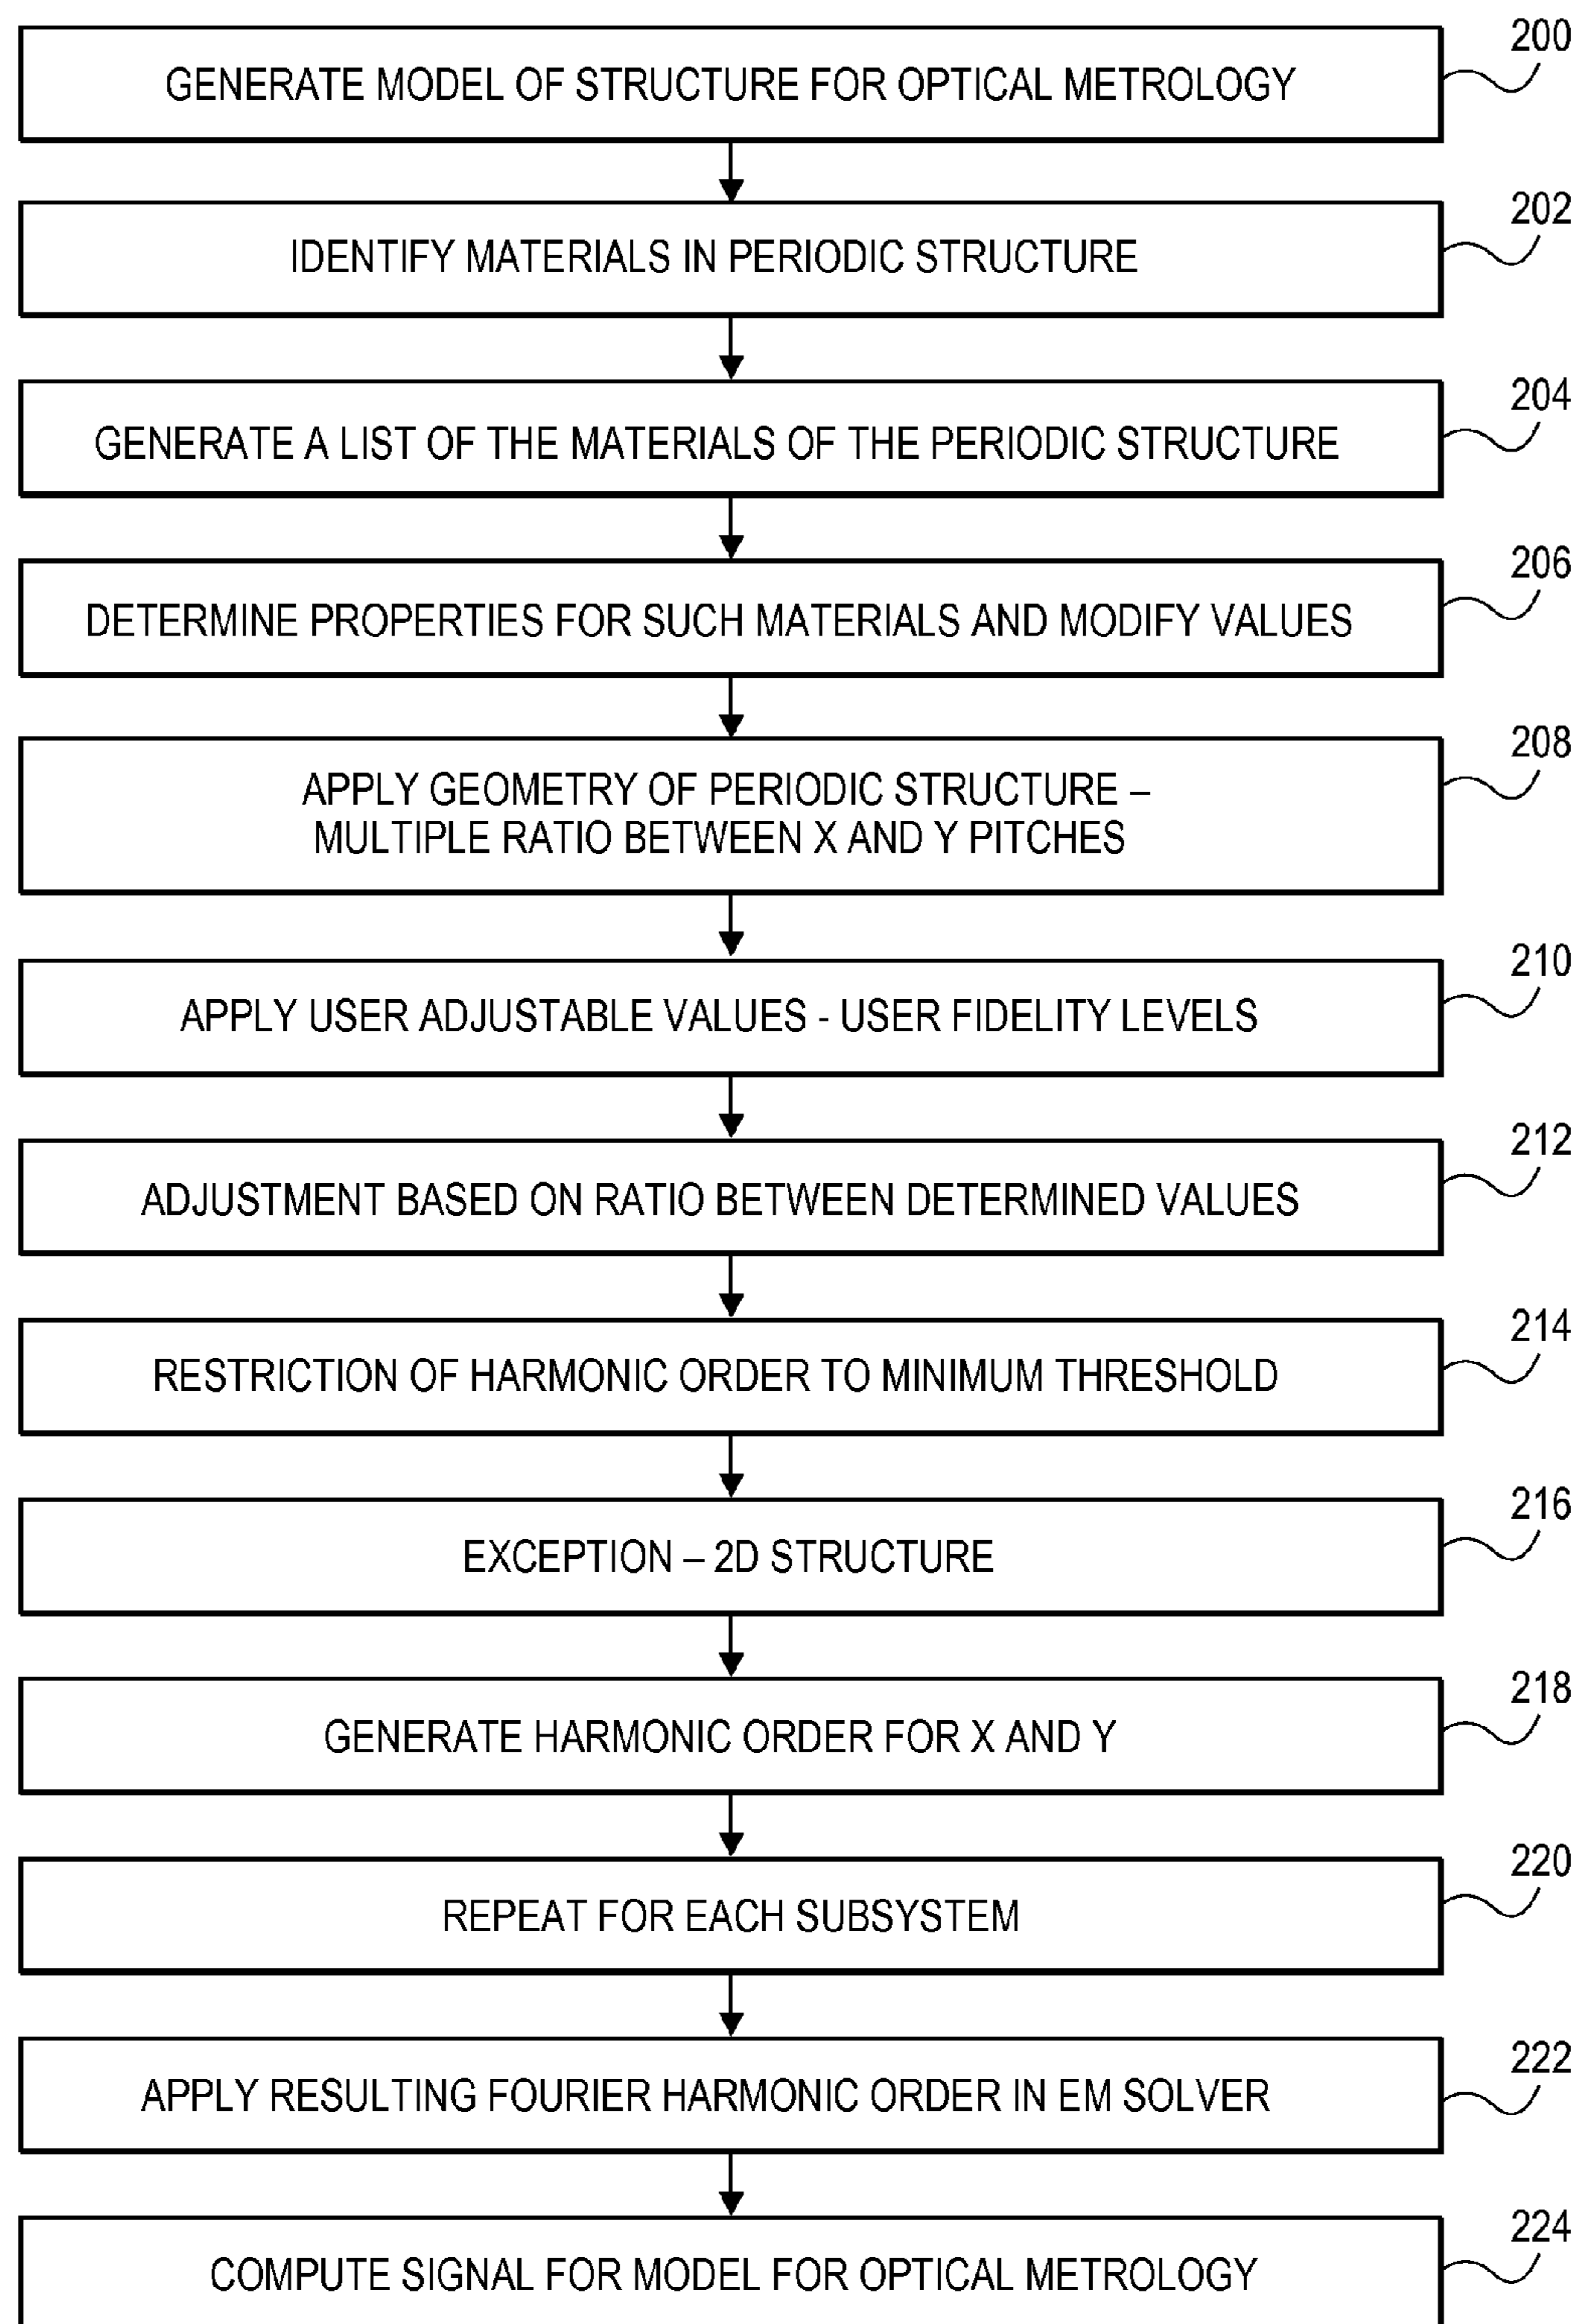 200
GENERATE MODEL OF STRUCTURE FOR OPTICAL METROLOGY
202
IDENTIFY MATERIALS IN PERIODIC STRUCTURE
204
GENERATE A LIST OF THE MATERIALS OF THE PERIODIC STRUCTURE
206
DETERMINE PROPERTIES FOR SUCH MATERIALS AND MODIFY VALUES
208
APPLY GEOMETRY OF PERIODIC STRUCTURE –
MULTIPLE RATIO BETWEEN X AND Y PITCHES
210
APPLY USER ADJUSTABLE VALUES - USER FIDELITY LEVELS
212
ADJUSTMENT BASED ON RATIO BETWEEN DETERMINED VALUES
214
RESTRICTION OF HARMONIC ORDER TO MINIMUM THRESHOLD
216
EXCEPTION – 2D STRUCTURE
218
GENERATE HARMONIC ORDER FOR X AND Y
220
REPEAT FOR EACH SUBSYSTEM
222
APPLY RESULTING FOURIER HARMONIC ORDER IN EM SOLVER
224
COMPUTE SIGNAL FOR MODEL FOR OPTICAL METROLOGY